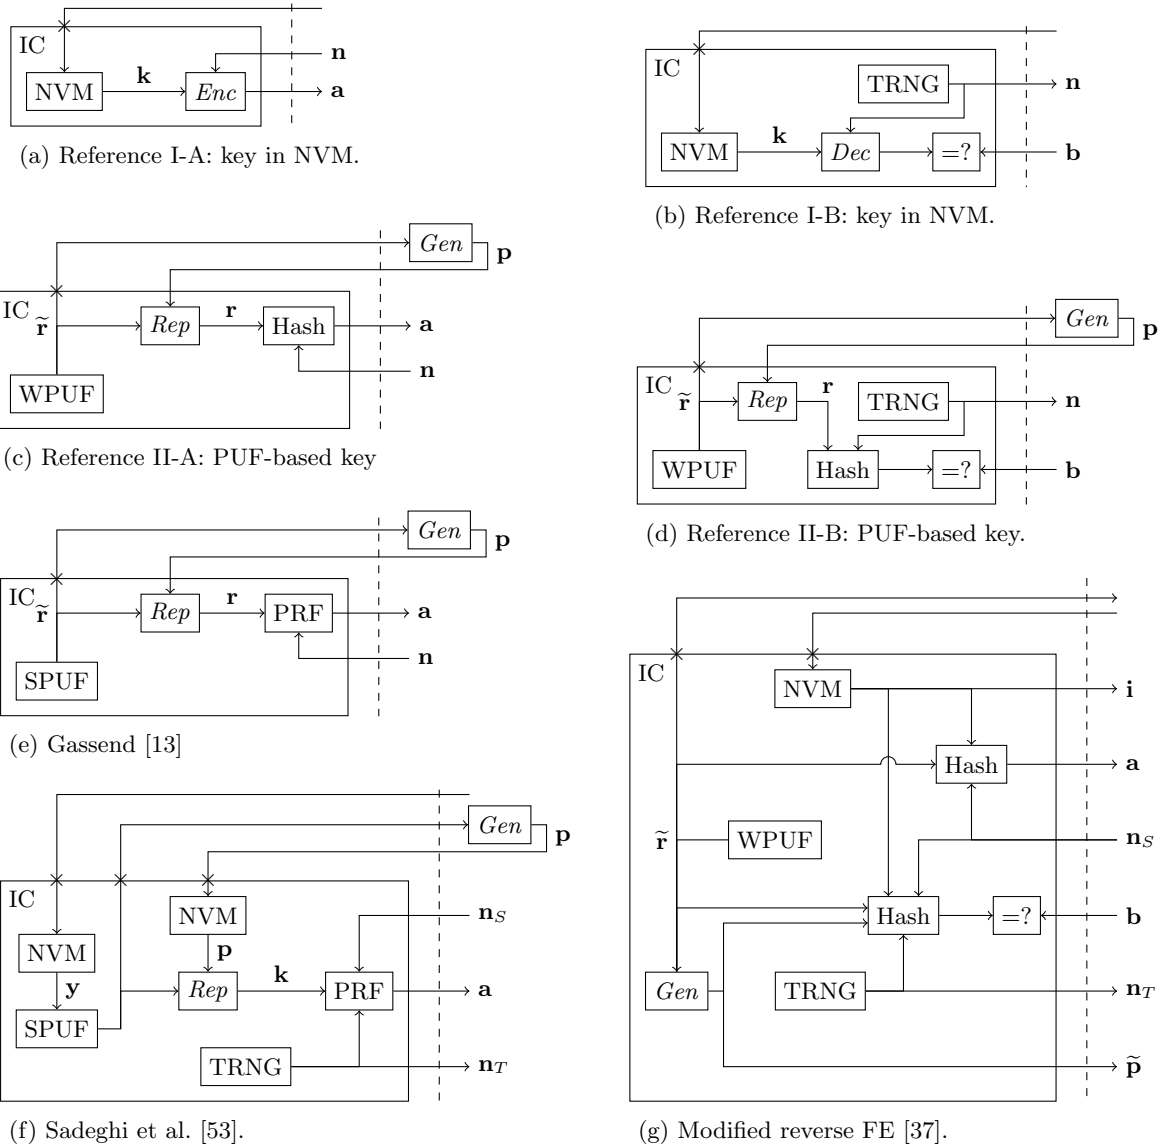 IC
n
NVM
k
Enc
a
(a) Reference I-A: key in NVM.
IC
TRNG
n
NVM
k
Dec
=?
b
(b) Reference I-B: key in NVM.
Gen
p
IC
r̃
Rep
r
Hash
a
n
WPUF
(c) Reference II-A: PUF-based key
Gen
p
IC
r̃
Rep
r
TRNG
n
WPUF
Hash
=?
b
(d) Reference II-B: PUF-based key.
Gen
p
IC
r̃
Rep
r
PRF
a
n
SPUF
(e) Gassend [13]
Gen
p
IC
NVM
n_S
NVM
p
y
Rep
k
PRF
a
SPUF
TRNG
n_T
(f) Sadeghi et al. [53].
IC
NVM
i
Hash
a
r̃
WPUF
n_S
Hash
=?
b
Gen
TRNG
n_T
p̃
(g) Modified reverse FE [37].